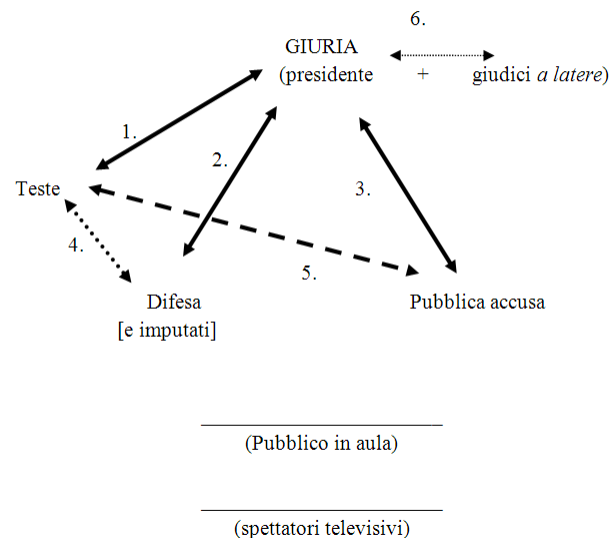 6.
GIURIA
(presidente + giudici a latere)
1.
2.
3.
Teste
4.
5.
Difesa
[e imputati]
Pubblica accusa
(Pubblico in aula)
(spettatori televisivi)